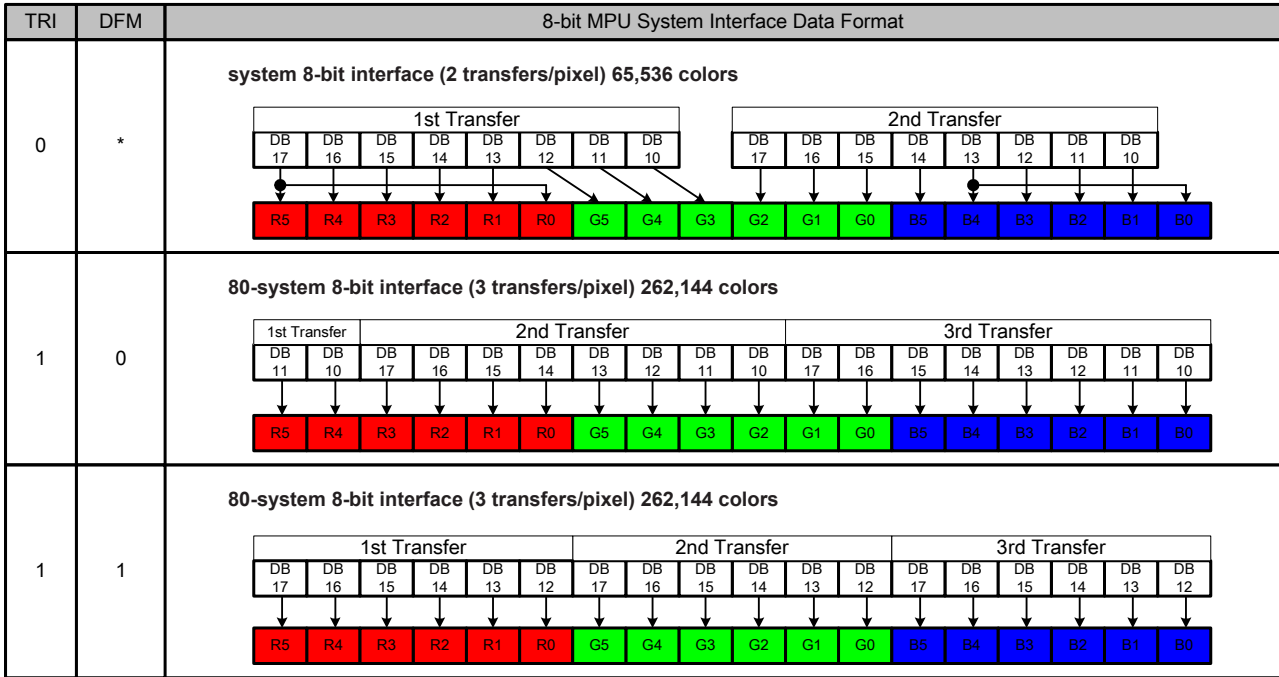 TRI DFM 8-bit MPU System Interface Data Format
system 8-bit interface (2 transfers/pixel) 65,536 colors
1st Transfer 2nd Transfer
DB DB DB DB DB DB DB DB DB DB DB DB DB DB DB DB
17 16 15 14 13 12 11 10 17 16 15 14 13 12 11 10
0 *
R5 R4 R3 R2 R1 R0 G5 G4 G3 G2 G1 G0 B5 B4 B3 B2 B1 B0
80-system 8-bit interface (3 transfers/pixel) 262,144 colors
1st Transfer 2nd Transfer 3rd Transfer
DB DB DB DB DB DB DB DB DB DB DB DB DB DB DB DB DB DB
11 10 17 16 15 14 13 12 11 10 17 16 15 14 13 12 11 10
1 0
R5 R4 R3 R2 R1 R0 G5 G4 G3 G2 G1 G0 B5 B4 B3 B2 B1 B0
80-system 8-bit interface (3 transfers/pixel) 262,144 colors
1st Transfer 2nd Transfer 3rd Transfer
DB DB DB DB DB DB DB DB DB DB DB DB DB DB DB DB DB DB
17 16 15 14 13 12 17 16 15 14 13 12 17 16 15 14 13 12
1 1
R5 R4 R3 R2 R1 R0 G5 G4 G3 G2 G1 G0 B5 B4 B3 B2 B1 B0